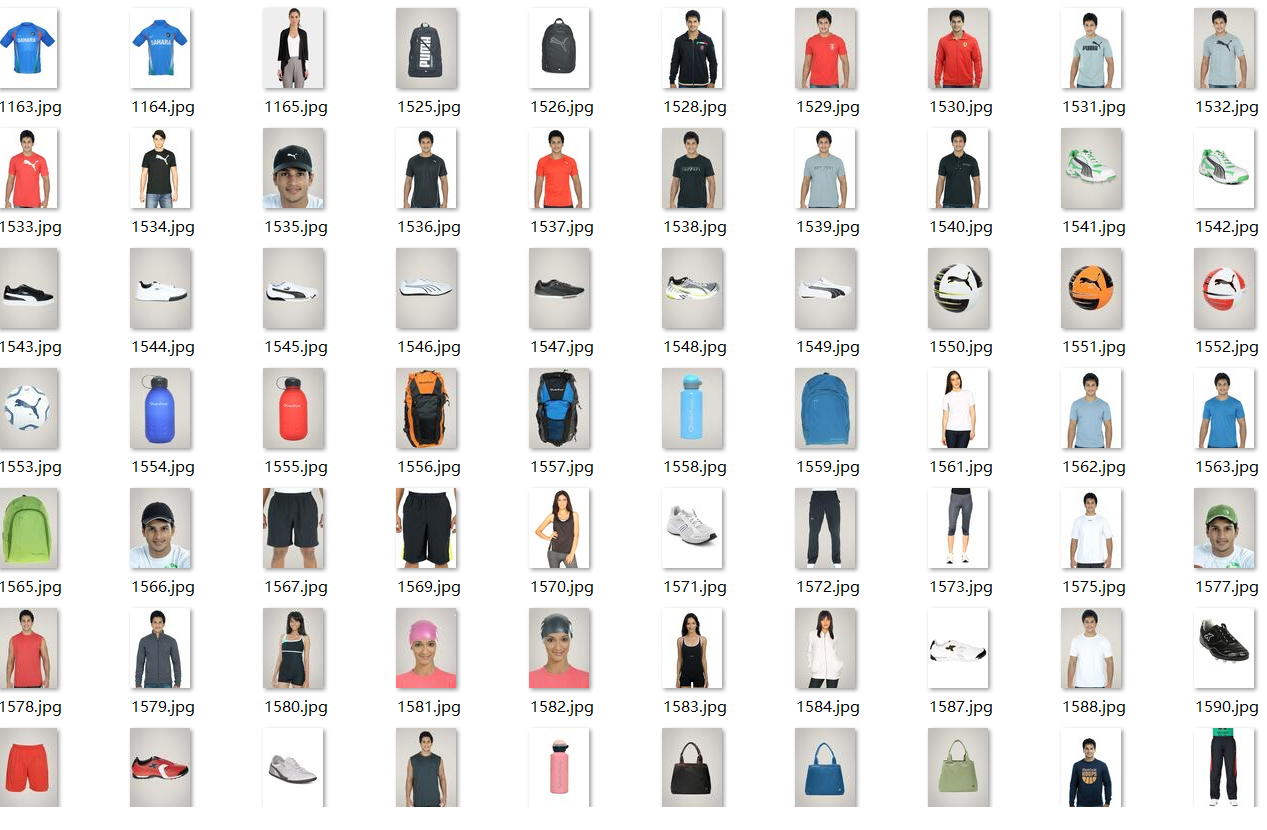 SAHARA
SAHARA
PUMA
PUMA
1163.jpg 1164.jpg 1165.jpg 1525.jpg 1526.jpg 1528.jpg 1529.jpg 1530.jpg 1531.jpg 1532.jpg
1533.jpg 1534.jpg 1535.jpg 1536.jpg 1537.jpg 1538.jpg 1539.jpg 1540.jpg 1541.jpg 1542.jpg
1543.jpg 1544.jpg 1545.jpg 1546.jpg 1547.jpg 1548.jpg 1549.jpg 1550.jpg 1551.jpg 1552.jpg
1553.jpg 1554.jpg 1555.jpg 1556.jpg 1557.jpg 1558.jpg 1559.jpg 1561.jpg 1562.jpg 1563.jpg
1565.jpg 1566.jpg 1567.jpg 1569.jpg 1570.jpg 1571.jpg 1572.jpg 1573.jpg 1575.jpg 1577.jpg
1578.jpg 1579.jpg 1580.jpg 1581.jpg 1582.jpg 1583.jpg 1584.jpg 1587.jpg 1588.jpg 1590.jpg
HOOPS